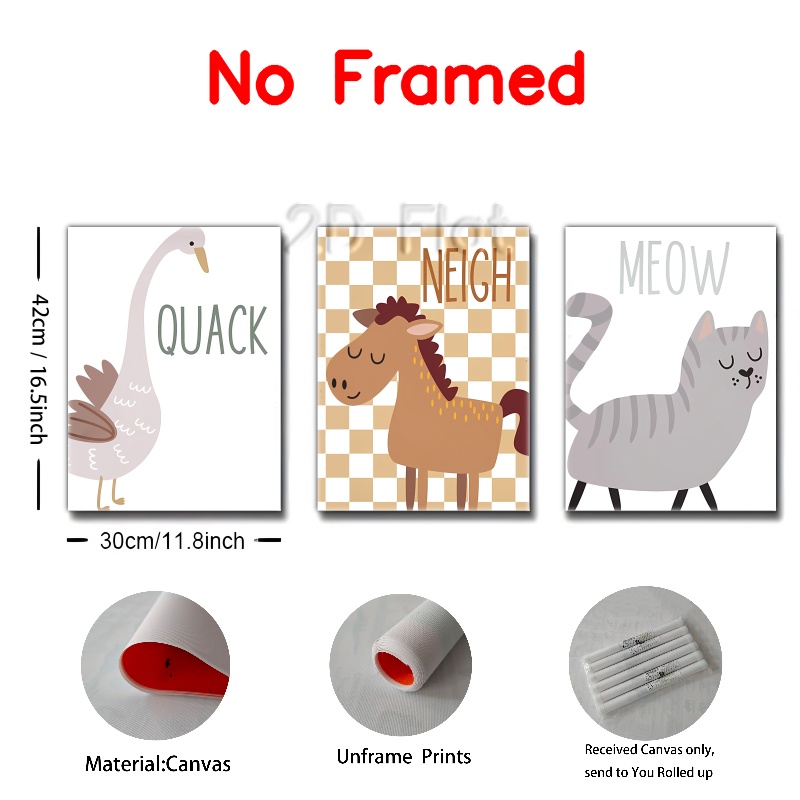 No Framed
2D Flat
QUACK
NEIGH
MEOW
42cm / 16.5inch
30cm/11.8inch
Material:Canvas
Unframe Prints
Received Canvas only,
send to You Rolled up